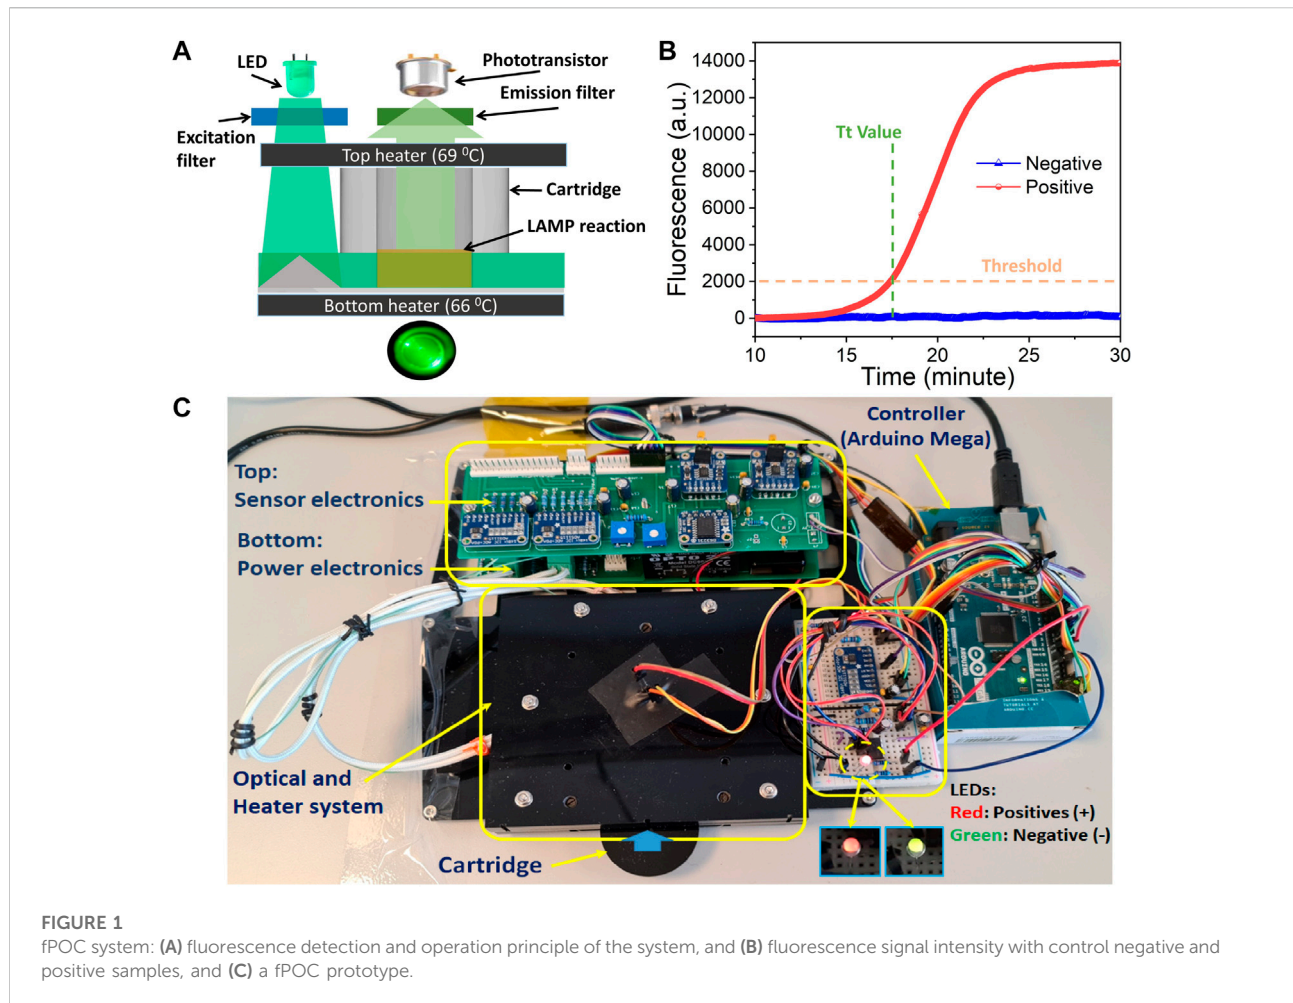 A
LED
Phototransistor
Emission filter
Excitation
filter
Top heater (69 ⁰C)
Cartridge
LAMP reaction
Bottom heater (66 ⁰C)
B
Fluorescence (a.u.)
14000
12000
10000
8000
6000
4000
2000
0
Tt Value
Negative
Positive
Threshold
10
15
20
25
30
Time (minute)
C
Controller
(Arduino Mega)
Top:
Sensor electronics
Bottom:
Power electronics
OPTO
ARDUINO
Optical and
Heater system
Cartridge
LEDs:
Red: Positives (+)
Green: Negative (-)
FIGURE 1
fPOC system: (A) fluorescence detection and operation principle of the system, and (B) fluorescence signal intensity with control negative and
positive samples, and (C) a fPOC prototype.